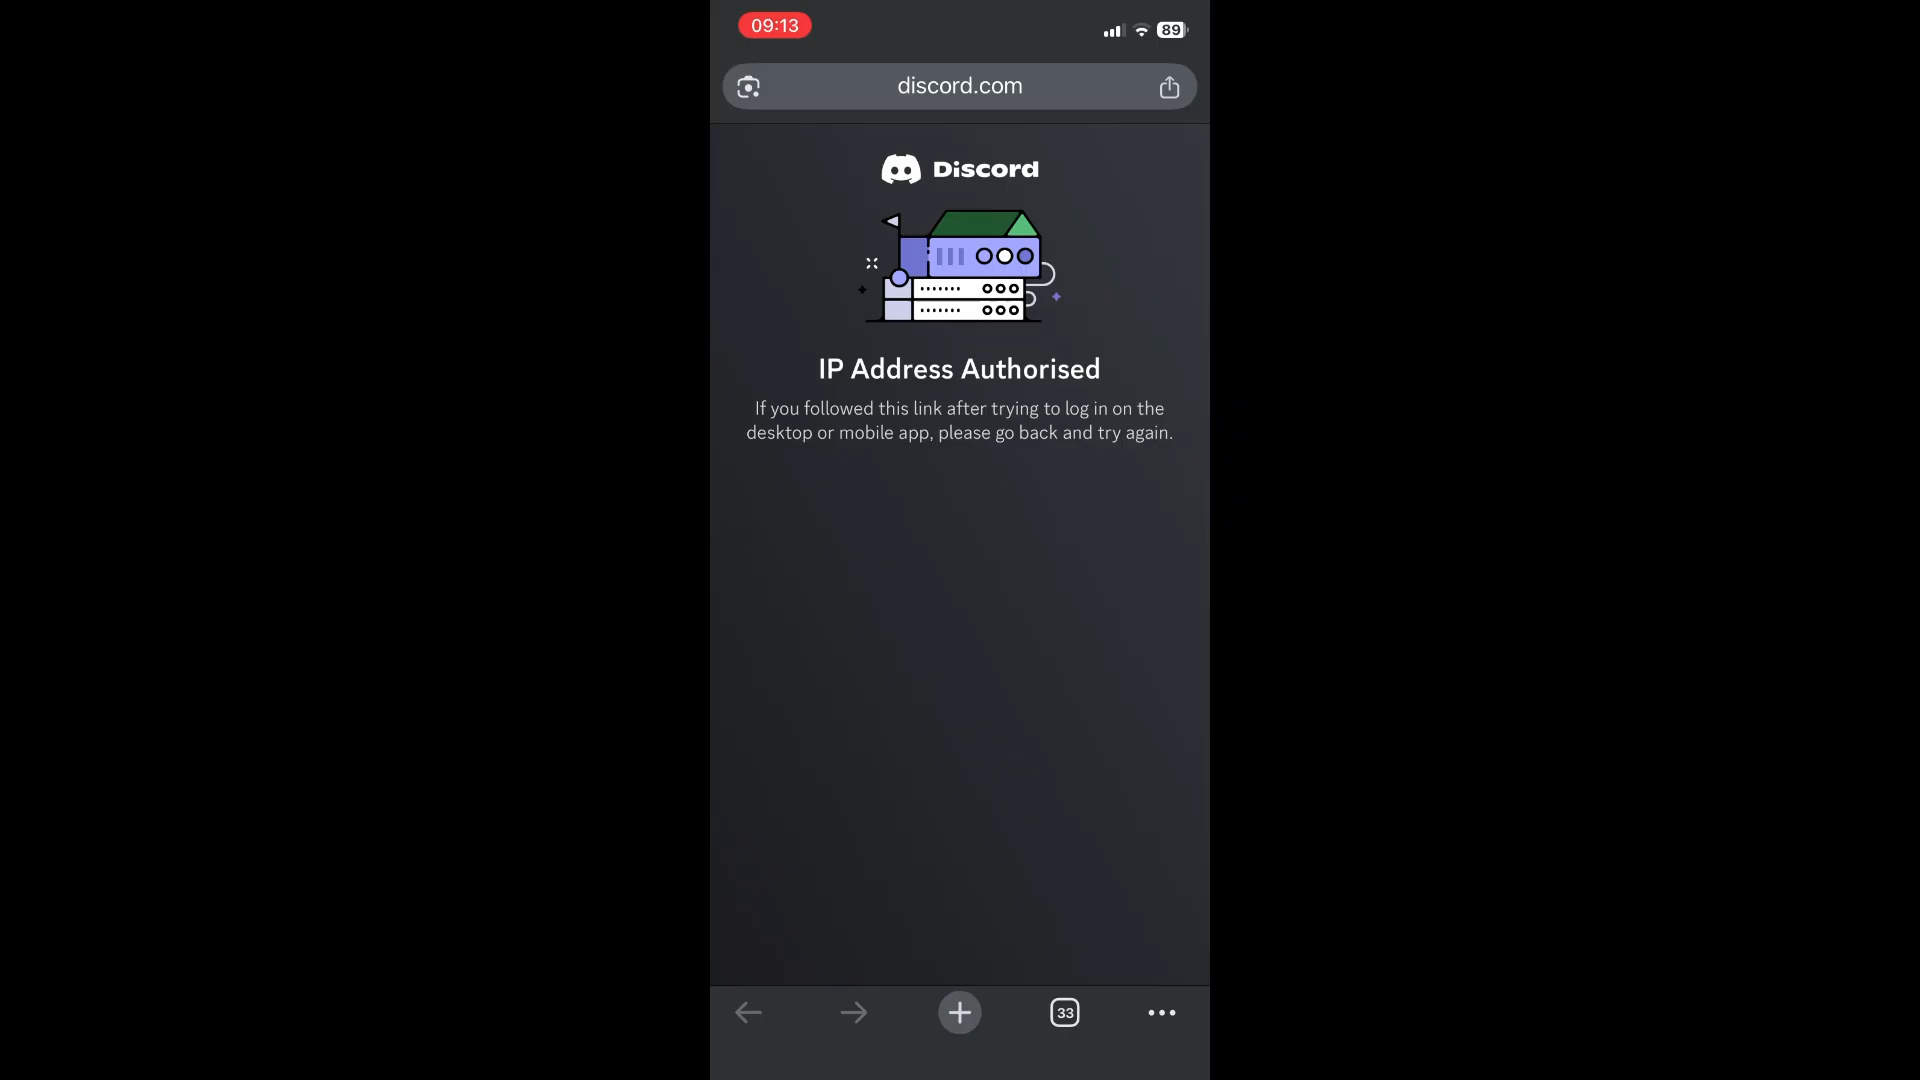 09:13
89
discord.com
Discord
IP Address Authorised
If you followed this link after trying to log in on the
desktop or mobile app, please go back and try again.
33